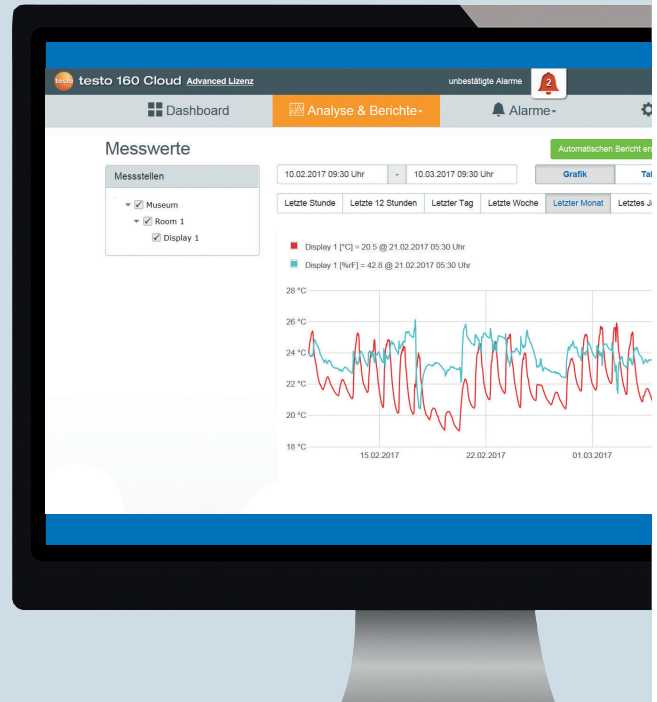 testo testo 160 Cloud Advanced Lizenz unbestätigte Alarme 2
Dashboard Analyse & Berichte Alarme
Messwerte
Automatischen Bericht
Messstellen
10.02.2017 09:30 Uhr - 10.03.2017 09:30 Uhr Grafik
Letzte Stunde Letzte 12 Stunden Letzter Tag Letzte Woche Letzter Monat Letztes
Museum
Room 1
Display 1
Display 1 [°C] = 20.5 @ 21.02.2017 05:30 Uhr
Display 1 [%rF] = 42.8 @ 21.02.2017 05:30 Uhr
28 °C
26 °C
24 °C
22 °C
20 °C
18 °C
15.02.2017 22.02.2017 01.03.2017